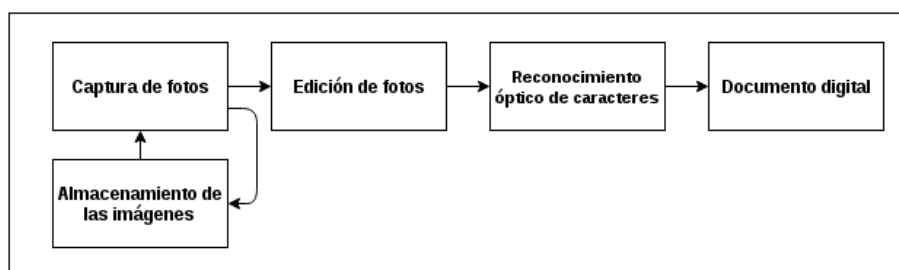 Captura de fotos
Edición de fotos
Reconocimiento
óptico de caracteres
Documento digital
Almacenamiento de
las imágenes